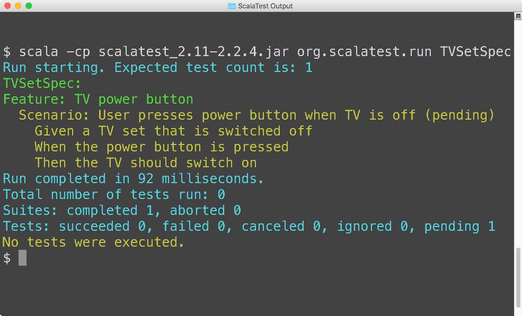 ScalaTest Output
$ scala -cp scalatest_2.11-2.2.4.jar org.scalatest.run TVSetSpec
Run starting. Expected test count is: 1
TVSetSpec:
Feature: TV power button
  Scenario: User presses power button when TV is off (pending)
    Given a TV set that is switched off
    When the power button is pressed
    Then the TV should switch on
Run completed in 92 milliseconds.
Total number of tests run: 0
Suites: completed 1, aborted 0
Tests: succeeded 0, failed 0, canceled 0, ignored 0, pending 1
No tests were executed.
$